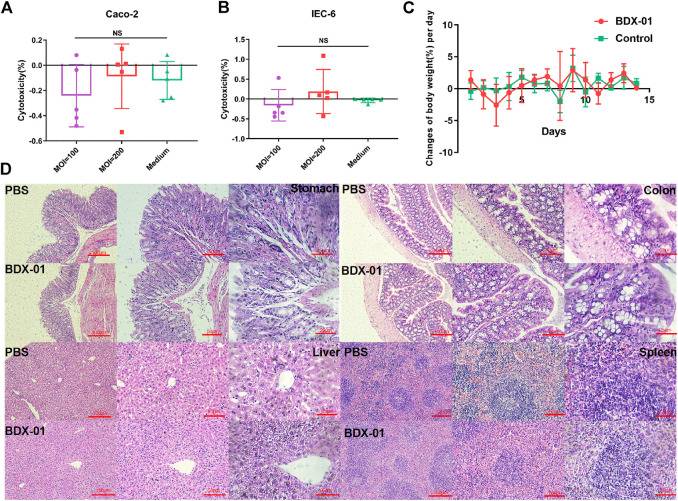 A
Caco-2
NS
Cytotoxicity(%)
0.2
0.0
-0.2
-0.4
-0.6
MOI=100
MOI=200
Medium
B
IEC-6
NS
Cytotoxicity(%)
1.5
1.0
0.5
0.0
-0.5
-1.0
MOI=100
MOI=200
Medium
C
BDX-01
Control
Changes of body weight(%) per day
10
5
0
-5
-10
5
10
15
Days
D
PBS
Stomach
PBS
Colon
BDX-01
BDX-01
PBS
Liver
PBS
Spleen
BDX-01
BDX-01